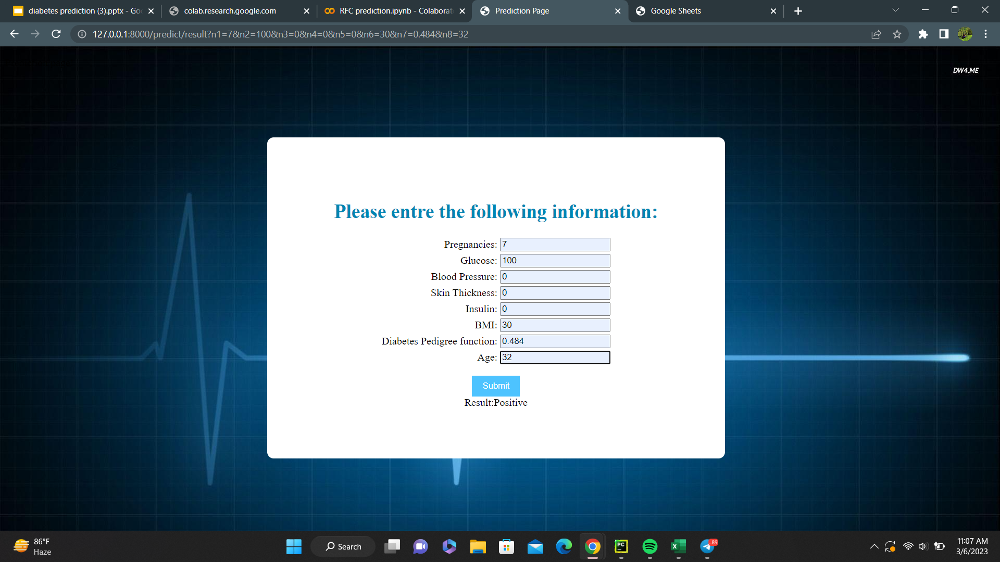 diabetes prediction (3).pptx - Go
colab.research.google.com
RFC prediction.ipynb - Colaborat
Prediction Page
Google Sheets
127.0.0.1:8000/predict/result?n1=7&n2=100&n3=0&n4=0&n5=0&n6=30&n7=0.484&n8=32
DW4.ME
Please entre the following information:
Pregnancies: 7
Glucose: 100
Blood Pressure: 0
Skin Thickness: 0
Insulin: 0
BMI: 30
Diabetes Pedigree function: 0.484
Age: 32
Submit
Result:Positive
86°F
Haze
Search
PC
89
11:07 AM
3/6/2023